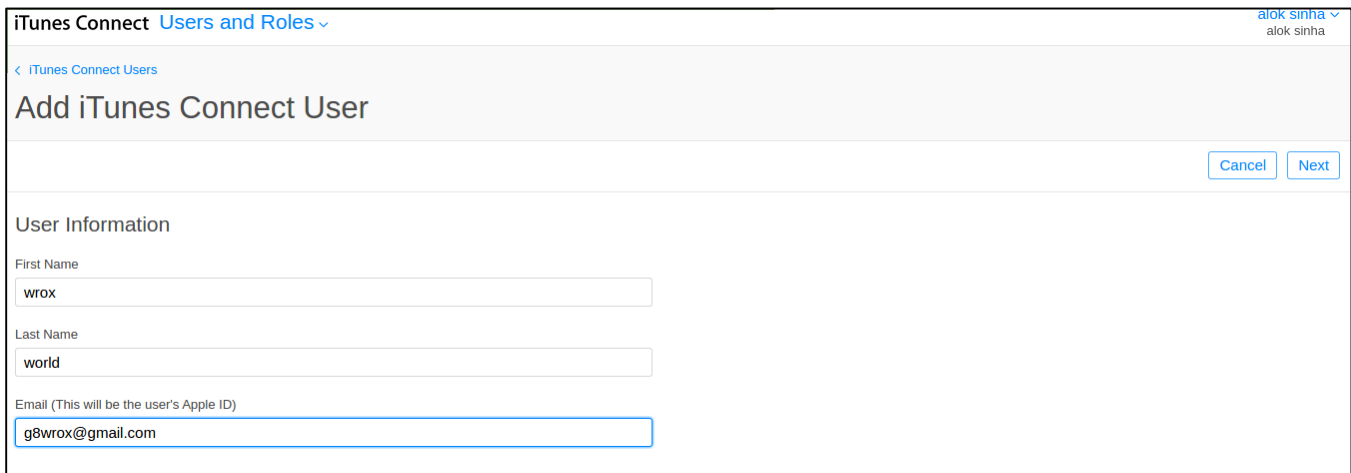 iTunes Connect Users and Roles
alok sinha
alok sinha
iTunes Connect Users
Add iTunes Connect User
Cancel Next
User Information
First Name
wrox
Last Name
world
Email (This will be the user's Apple ID)
g8wrox@gmail.com